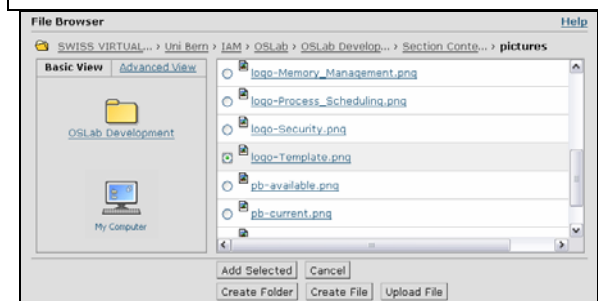 File Browser Help
SWISS VIRTUAL... › Uni Bern › IAM › OSLab › OSLab Develop... › Section Conte... › pictures
Basic View Advanced View
OSLab Development
My Computer
logo-Memory_Management.png
logo-Process_Scheduling.png
logo-Security.png
logo-Template.png
pb-available.png
pb-current.png
Add Selected Cancel
Create Folder Create File Upload File